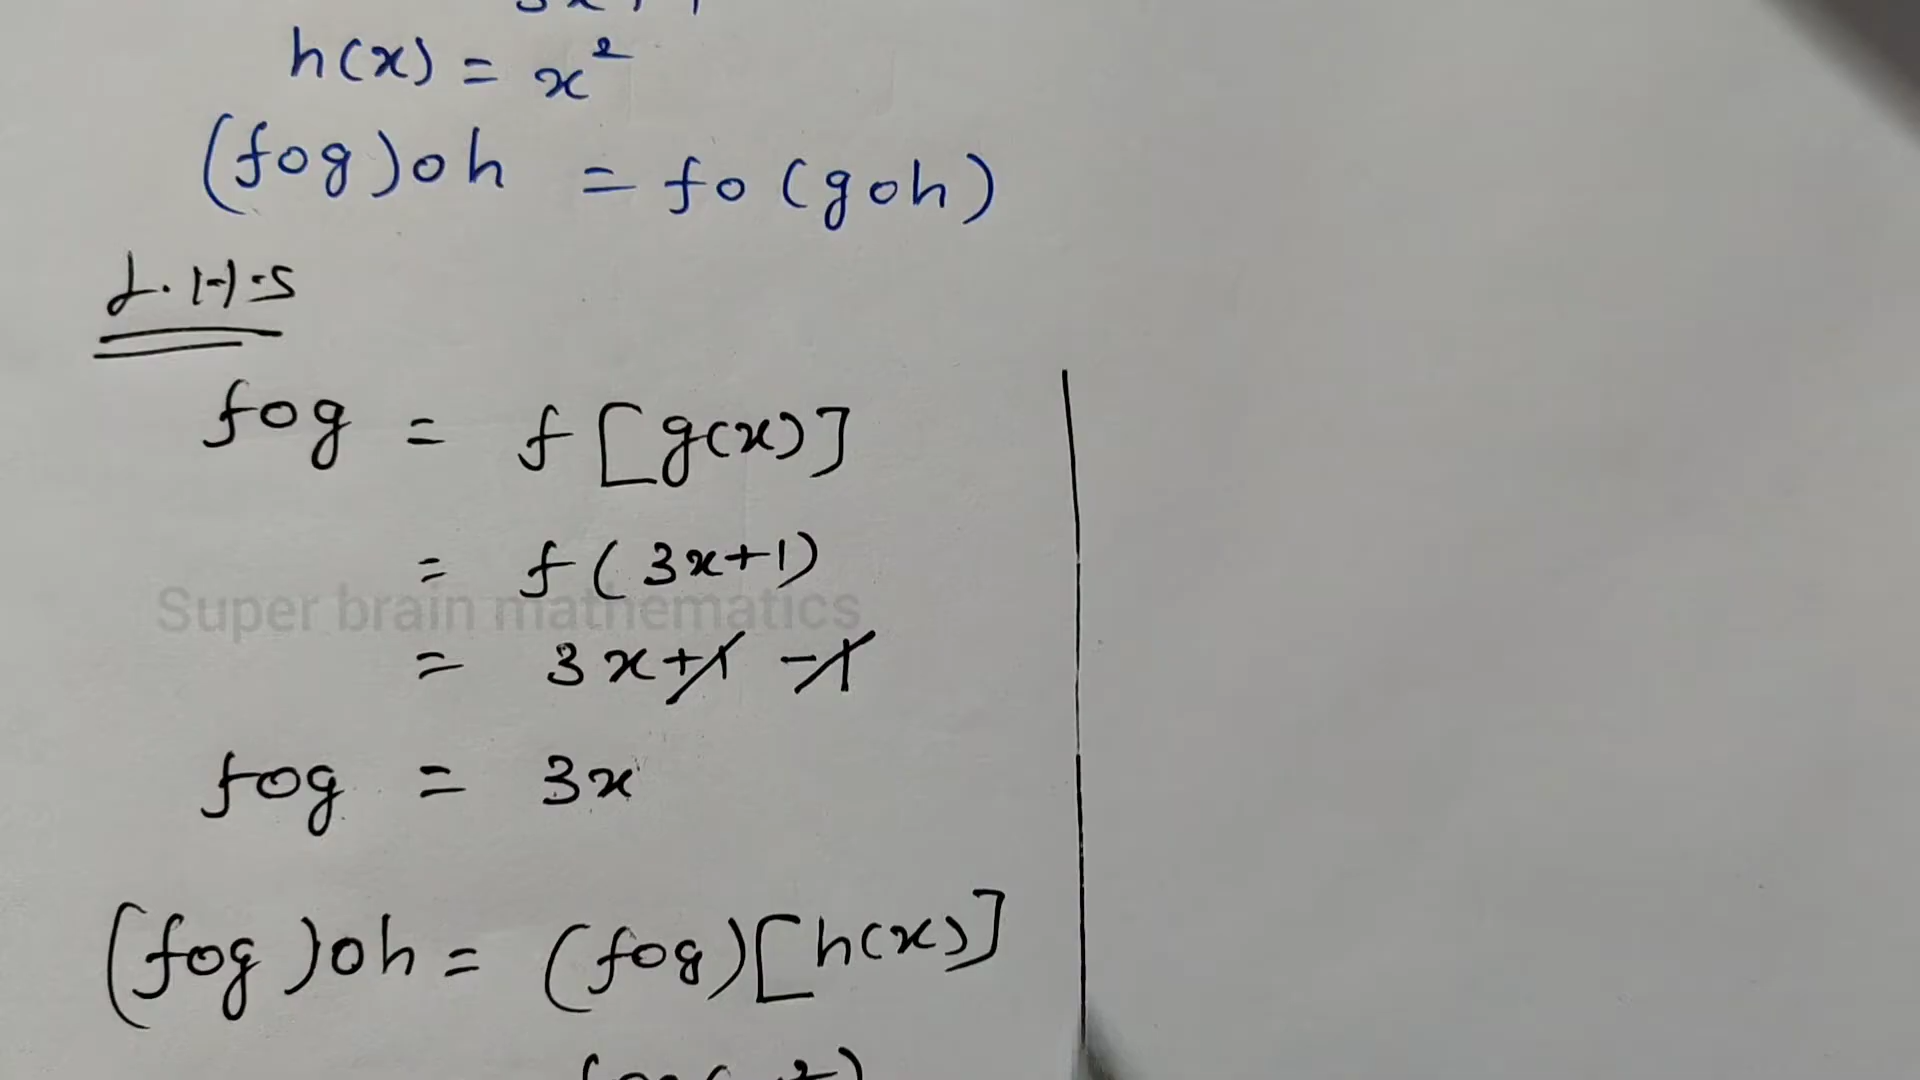 h(x) = x²
(fog)oh = fo(goh)
L.H.S
fog = f[g(x)]
= f(3x+1)
Super brain mathematics
= 3x+1 -1
fog = 3x
(fog)oh = (fog)[h(x)]